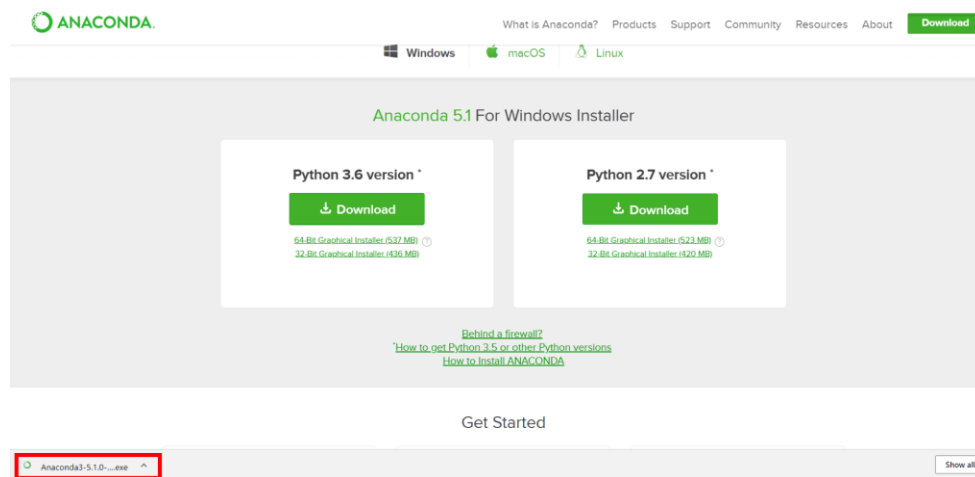 ANACONDA.
What is Anaconda? Products Support Community Resources About Download
Windows macOS Linux
Anaconda 5.1 For Windows Installer
Python 3.6 version *
Download
64-Bit Graphical Installer (537 MB) ?
32-Bit Graphical Installer (436 MB)
Python 2.7 version *
Download
64-Bit Graphical Installer (523 MB) ?
32-Bit Graphical Installer (420 MB)
Behind a firewall?
*How to get Python 3.5 or other Python versions
How to Install ANACONDA
Get Started
Anaconda3-5.1.0-....exe
Show all